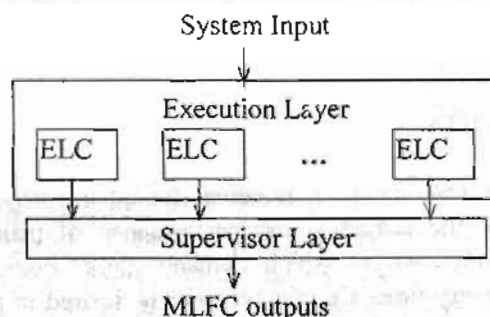 System Input
Execution Layer
ELC ELC ... ELC
Supervisor Layer
MLFC outputs